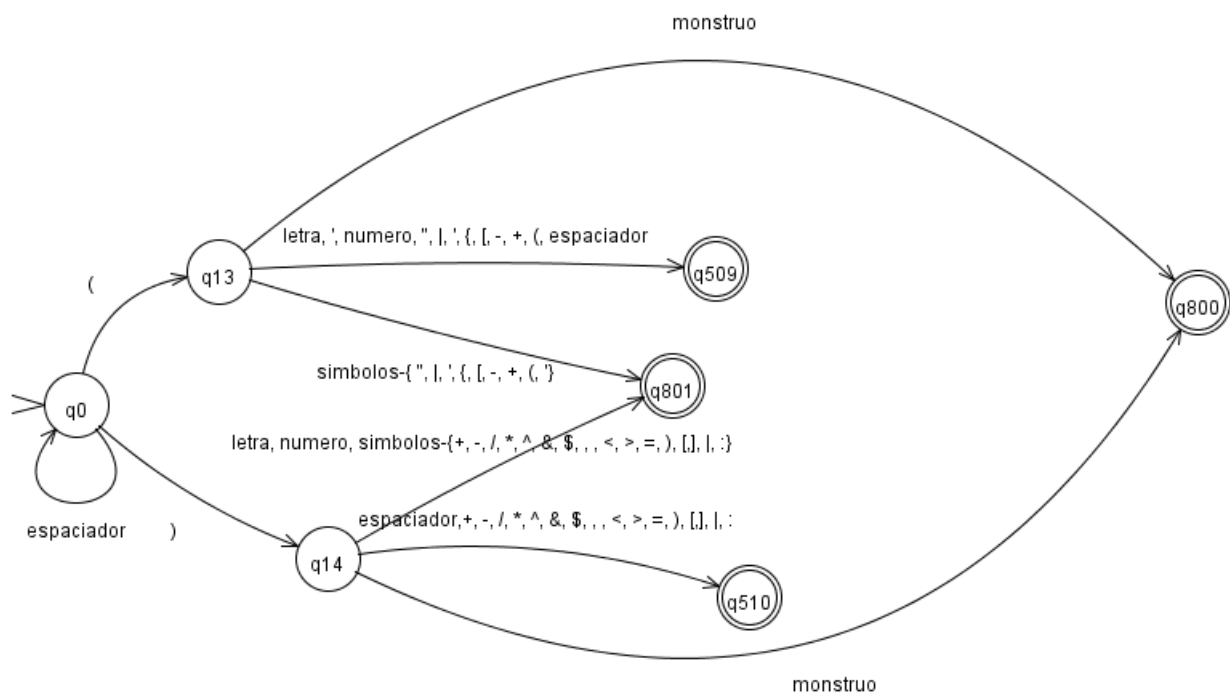 monstruo
letra, ', numero, ", |, ', {, [, -, +, (, espaciador
q13
q509
(
q800
simbolos-{ ", |, ', {, [, -, +, (, '}
q801
q0
letra, numero, simbolos-{+, -, /, *, ^, &, $, , , <, >, =, ), [,], |, :}
espaciador
)
espaciador,+, -, /, *, ^, &, $, , , <, >, =, ), [,], |, :
q14
q510
monstruo